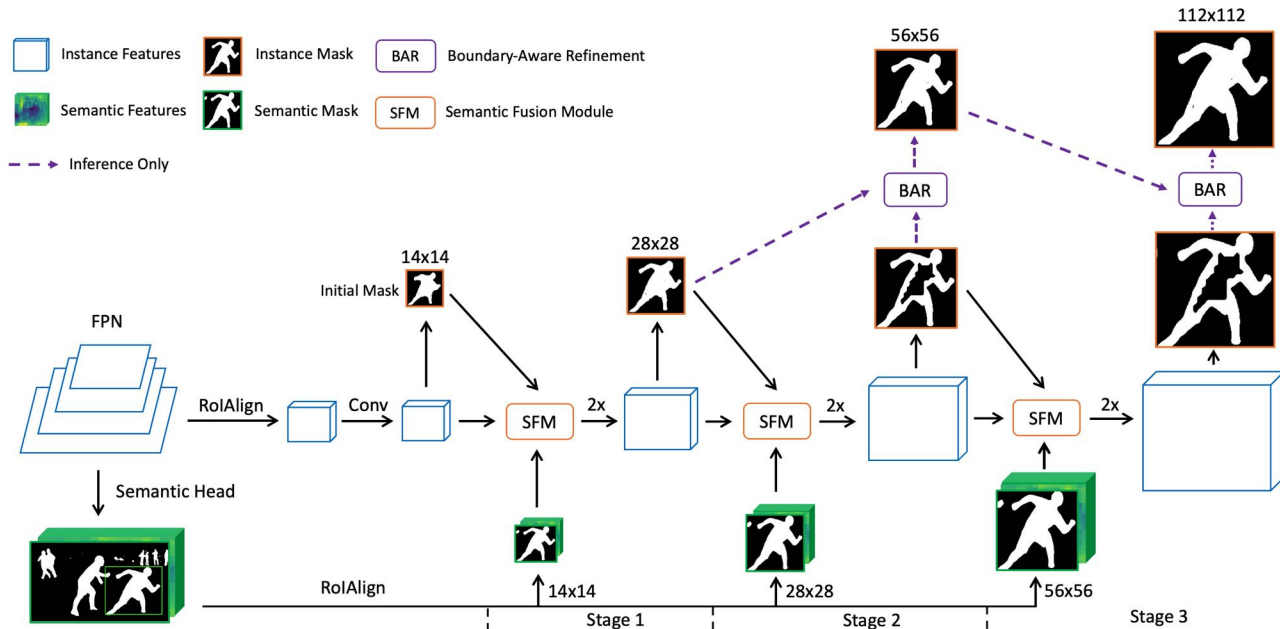 112x112
56x56
Instance Features
Instance Mask
BAR
Boundary-Aware Refinement
Semantic Features
Semantic Mask
SFM
Semantic Fusion Module
Inference Only
BAR
BAR
28x28
14x14
Initial Mask
FPN
RoIAlign
Conv
SFM
2x
SFM
2x
SFM
2x
Semantic Head
RoIAlign
14x14
28x28
56x56
Stage 1
Stage 2
Stage 3